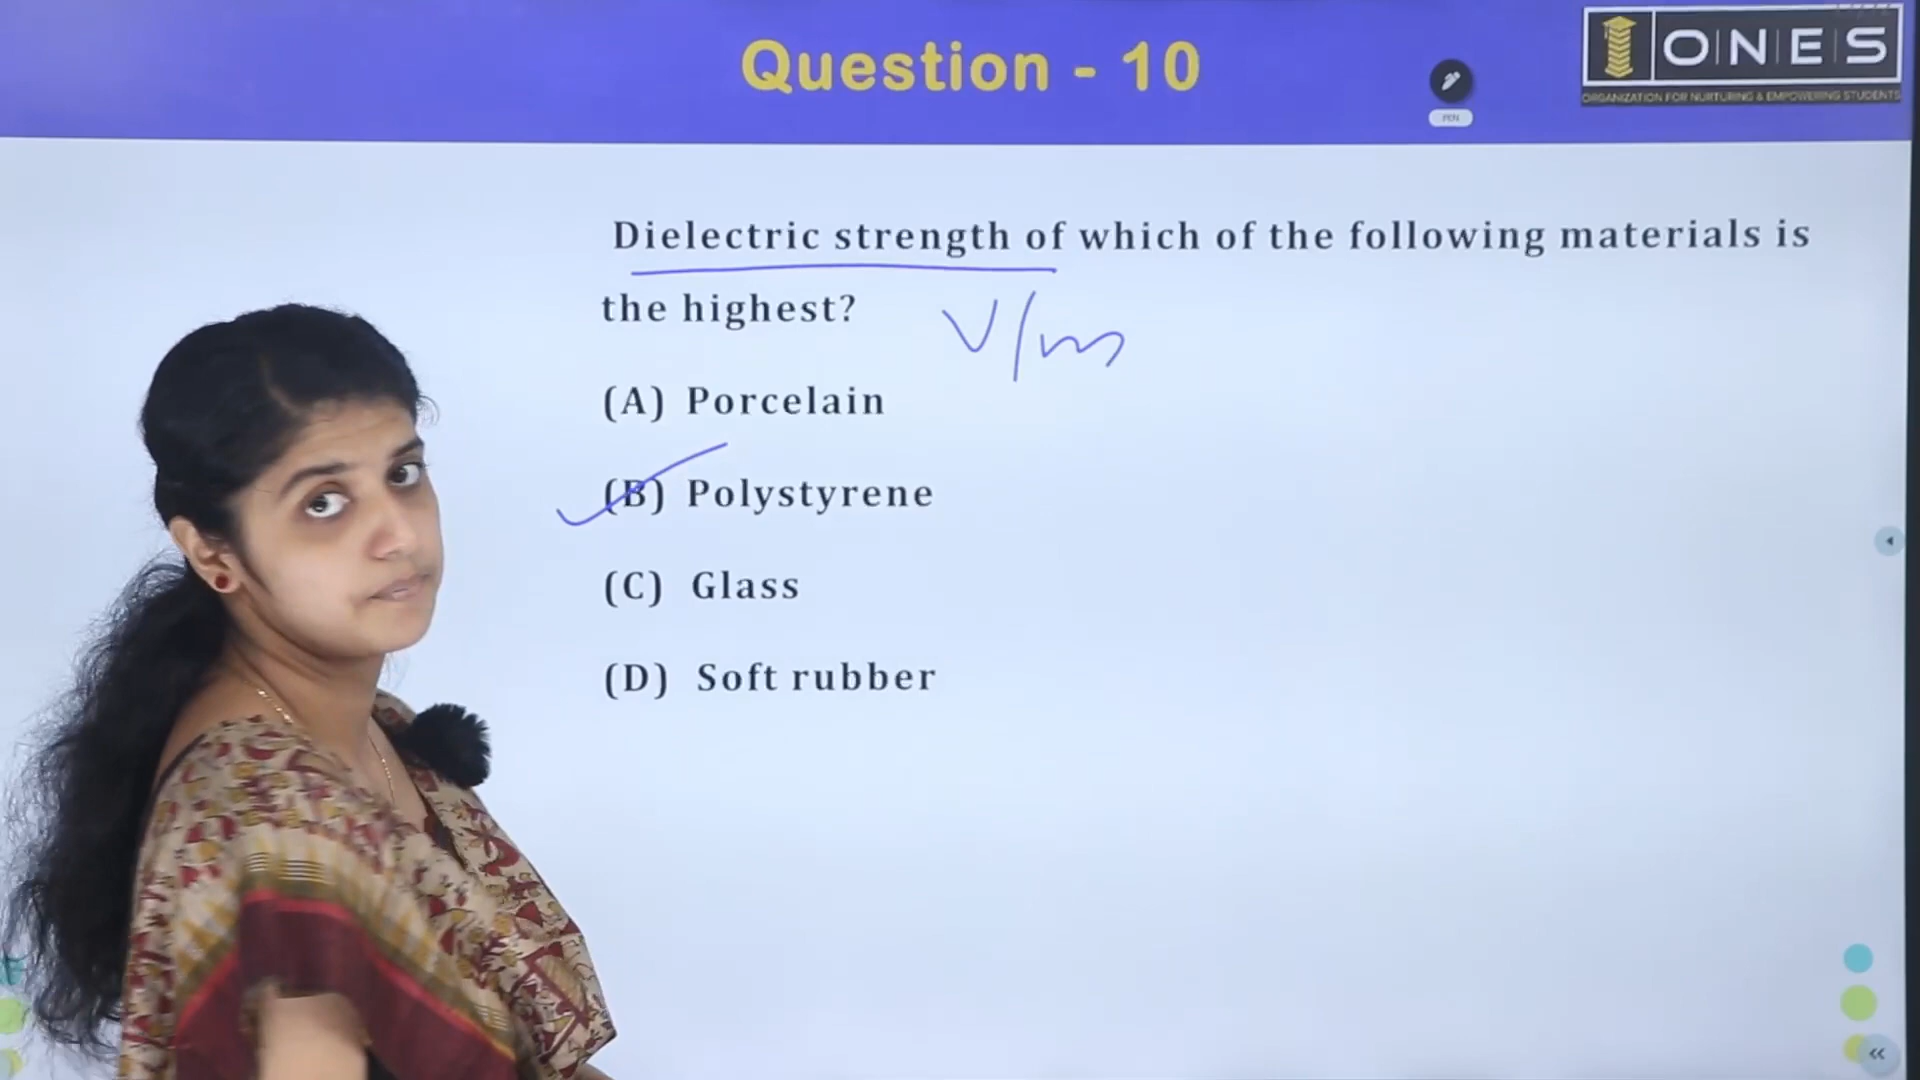 Question - 10
ONES
ORGANIZATION FOR NURTURING & EMPOWERING STUDENTS
PEN
Dielectric strength of which of the following materials is
the highest?
V/m
(A) Porcelain
(B) Polystyrene
(C) Glass
(D) Soft rubber